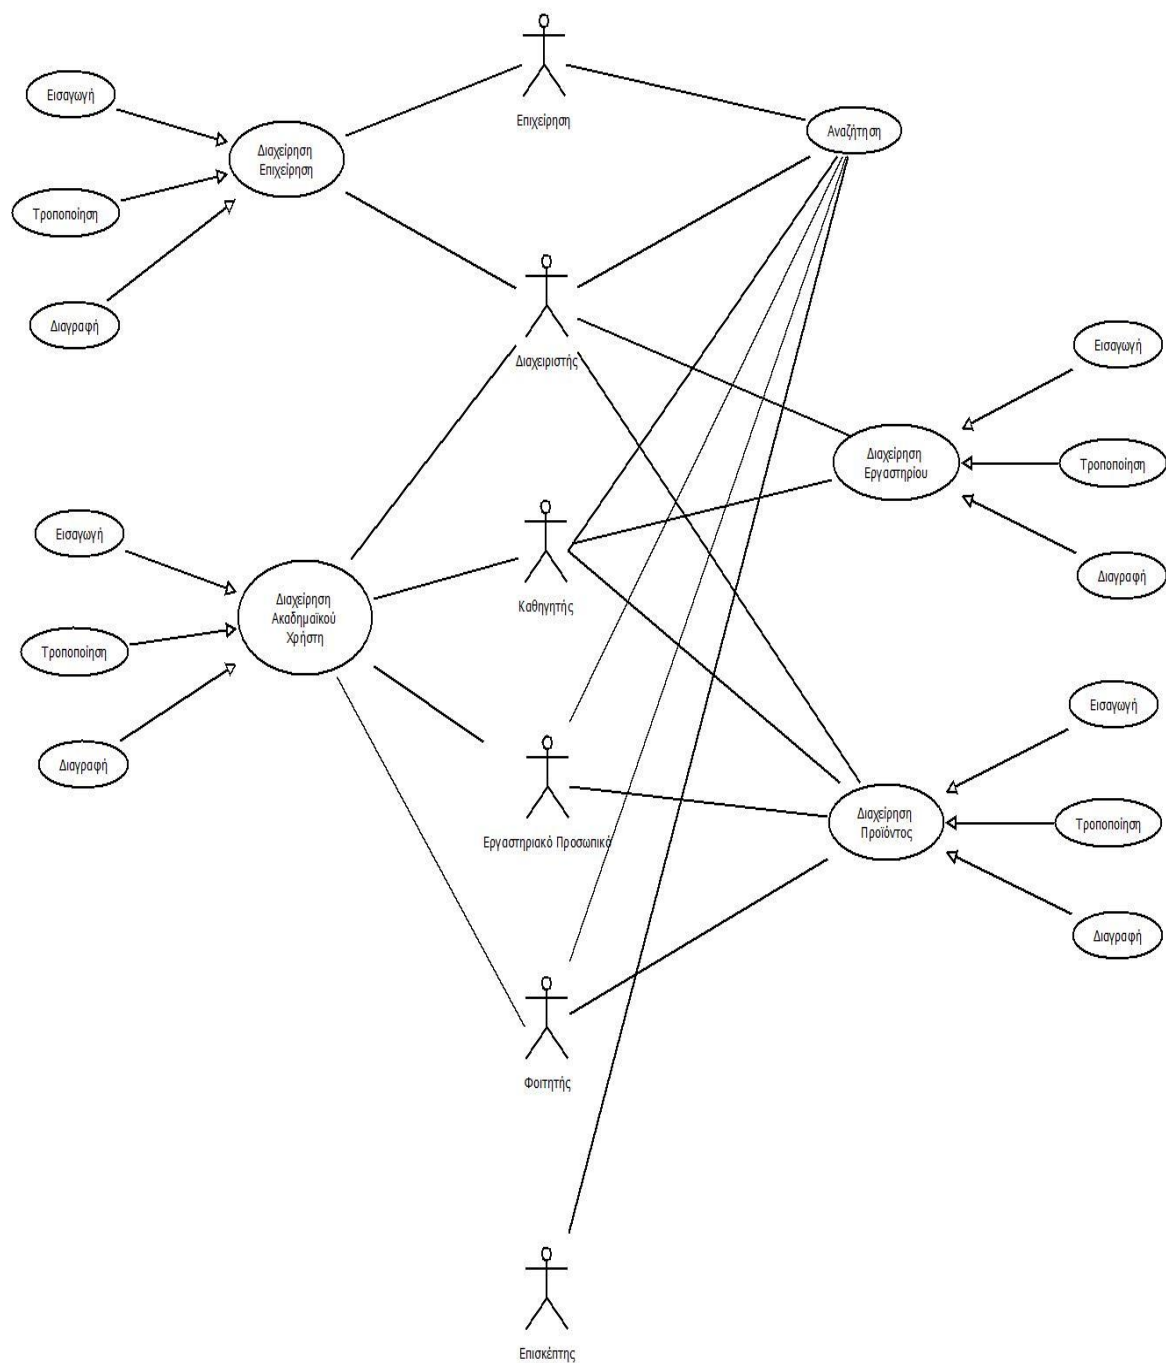 Επιχείρηση
Εισαγωγή
Αναζήτηση
Διαχείρηση
Επιχείρηση
Τροποποίηση
Διαγραφή
Διαχειριστής
Εισαγωγή
Διαχείρηση
Εργαστηρίου
Τροποποίηση
Εισαγωγή
Διαγραφή
Διαχείρηση
Ακαδημαϊκού
Χρήστη
Καθηγητής
Τροποποίηση
Εισαγωγή
Διαγραφή
Διαχείρηση
Προϊόντος
Τροποποίηση
Εργαστηριακό Προσωπικό
Διαγραφή
Φοιτητής
Επισκέπτης